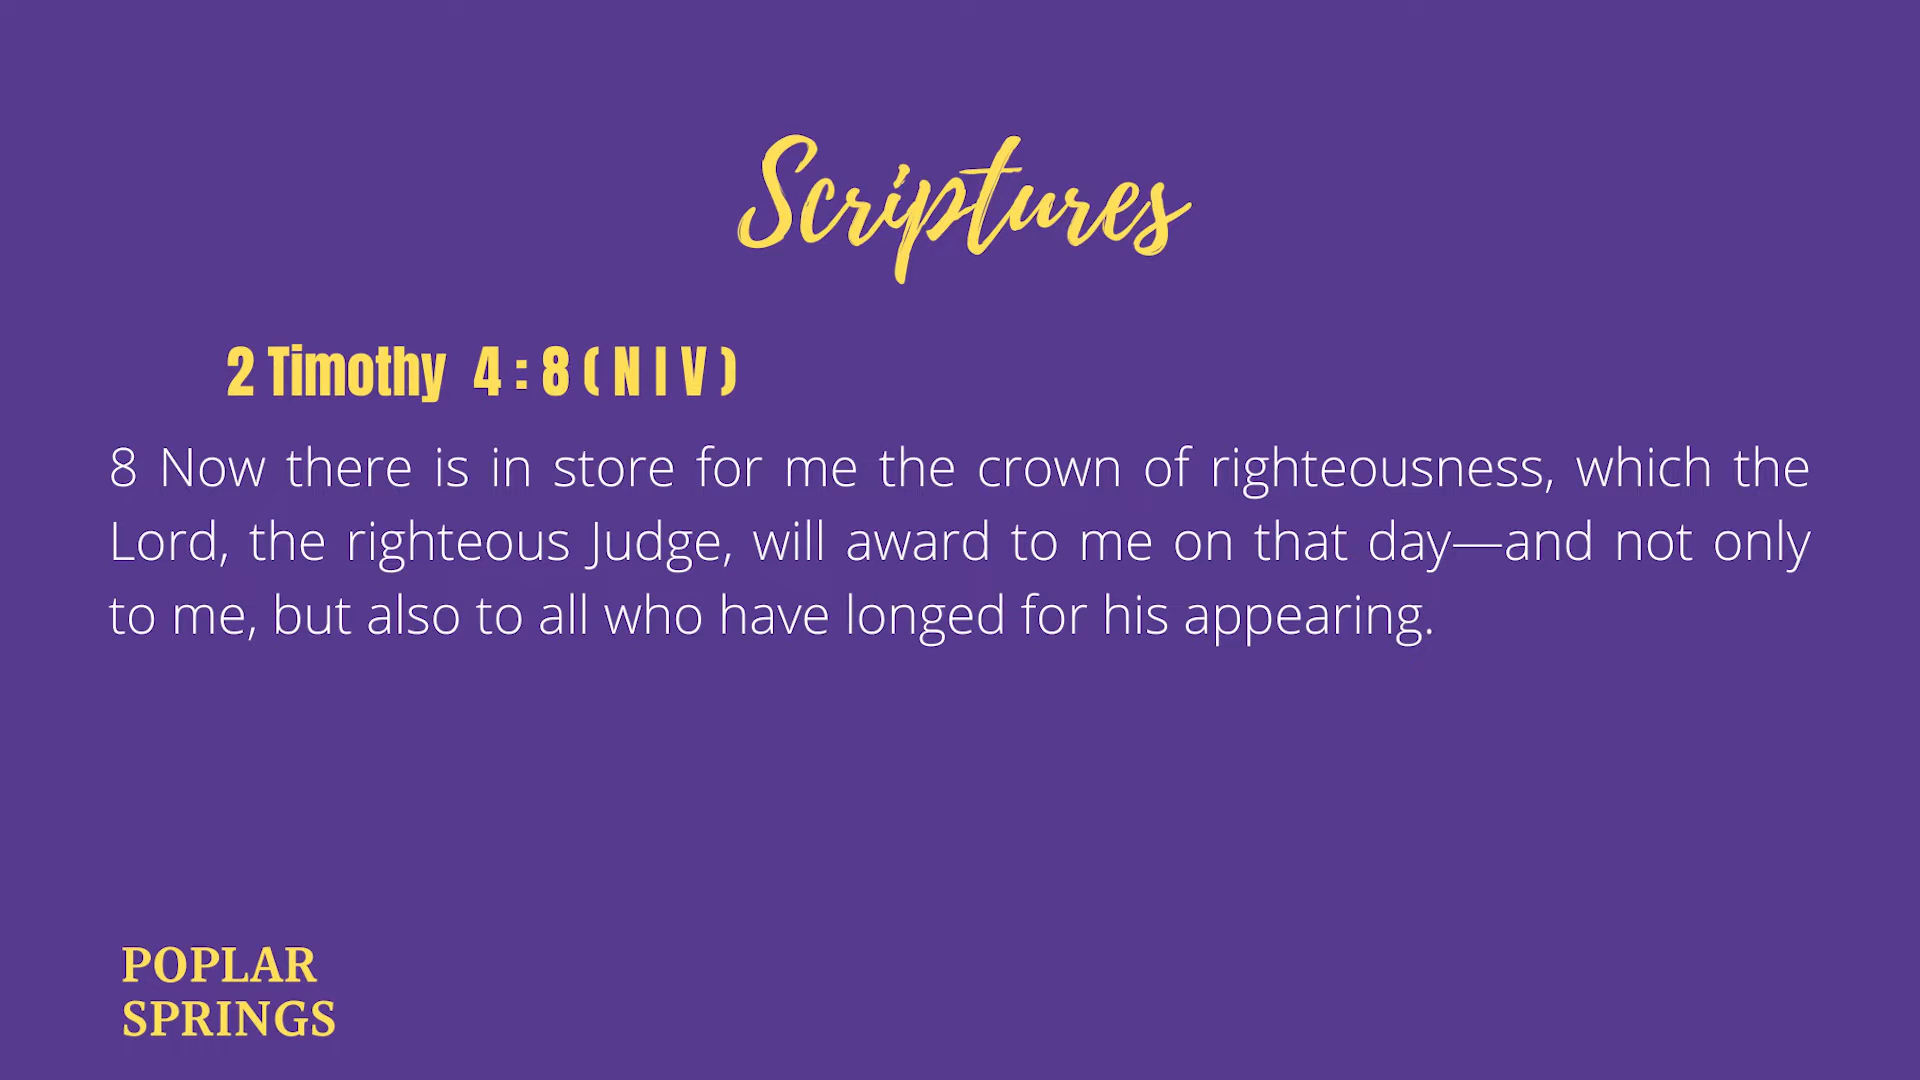 Scriptures
2 Timothy 4:8(NIV)
8 Now there is in store for me the crown of righteousness, which the
Lord, the righteous Judge, will award to me on that day—and not only
to me, but also to all who have longed for his appearing.
POPLAR
SPRINGS